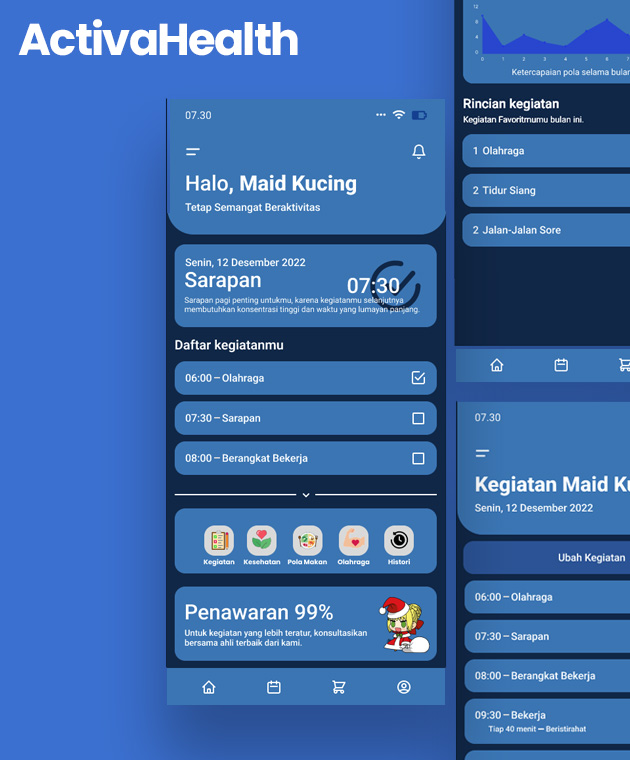 ActivaHealth
07.30
Halo, Maid Kucing
Tetap Semangat Beraktivitas
Senin, 12 Desember 2022
Sarapan
07:30
Sarapan pagi penting untukmu, karena kegiatanmu selanjutnya
membutuhkan konsentrasi tinggi dan waktu yang lumayan panjang.
Daftar kegiatanmu
06:00 – Olahraga
07:30 – Sarapan
08:00 – Berangkat Bekerja
Kegiatan Kesehatan Pola Makan Olahraga Histori
Penawaran 99%
Untuk kegiatan yang lebih teratur, konsultasikan
bersama ahli terbaik dari kami.
12
8
4
0
0 1 2 3 4 5 6 7
Ketercapaian pola selama bulan
Rincian kegiatan
Kegiatan Favoritmumu bulan ini.
1 Olahraga
2 Tidur Siang
2 Jalan-Jalan Sore
07.30
Kegiatan Maid Ku
Senin, 12 Desember 2022
Ubah Kegiatan
06:00 – Olahraga
07:30 – Sarapan
08:00 – Berangkat Bekerja
09:30 – Bekerja
Tiap 40 menit — Beristirahat